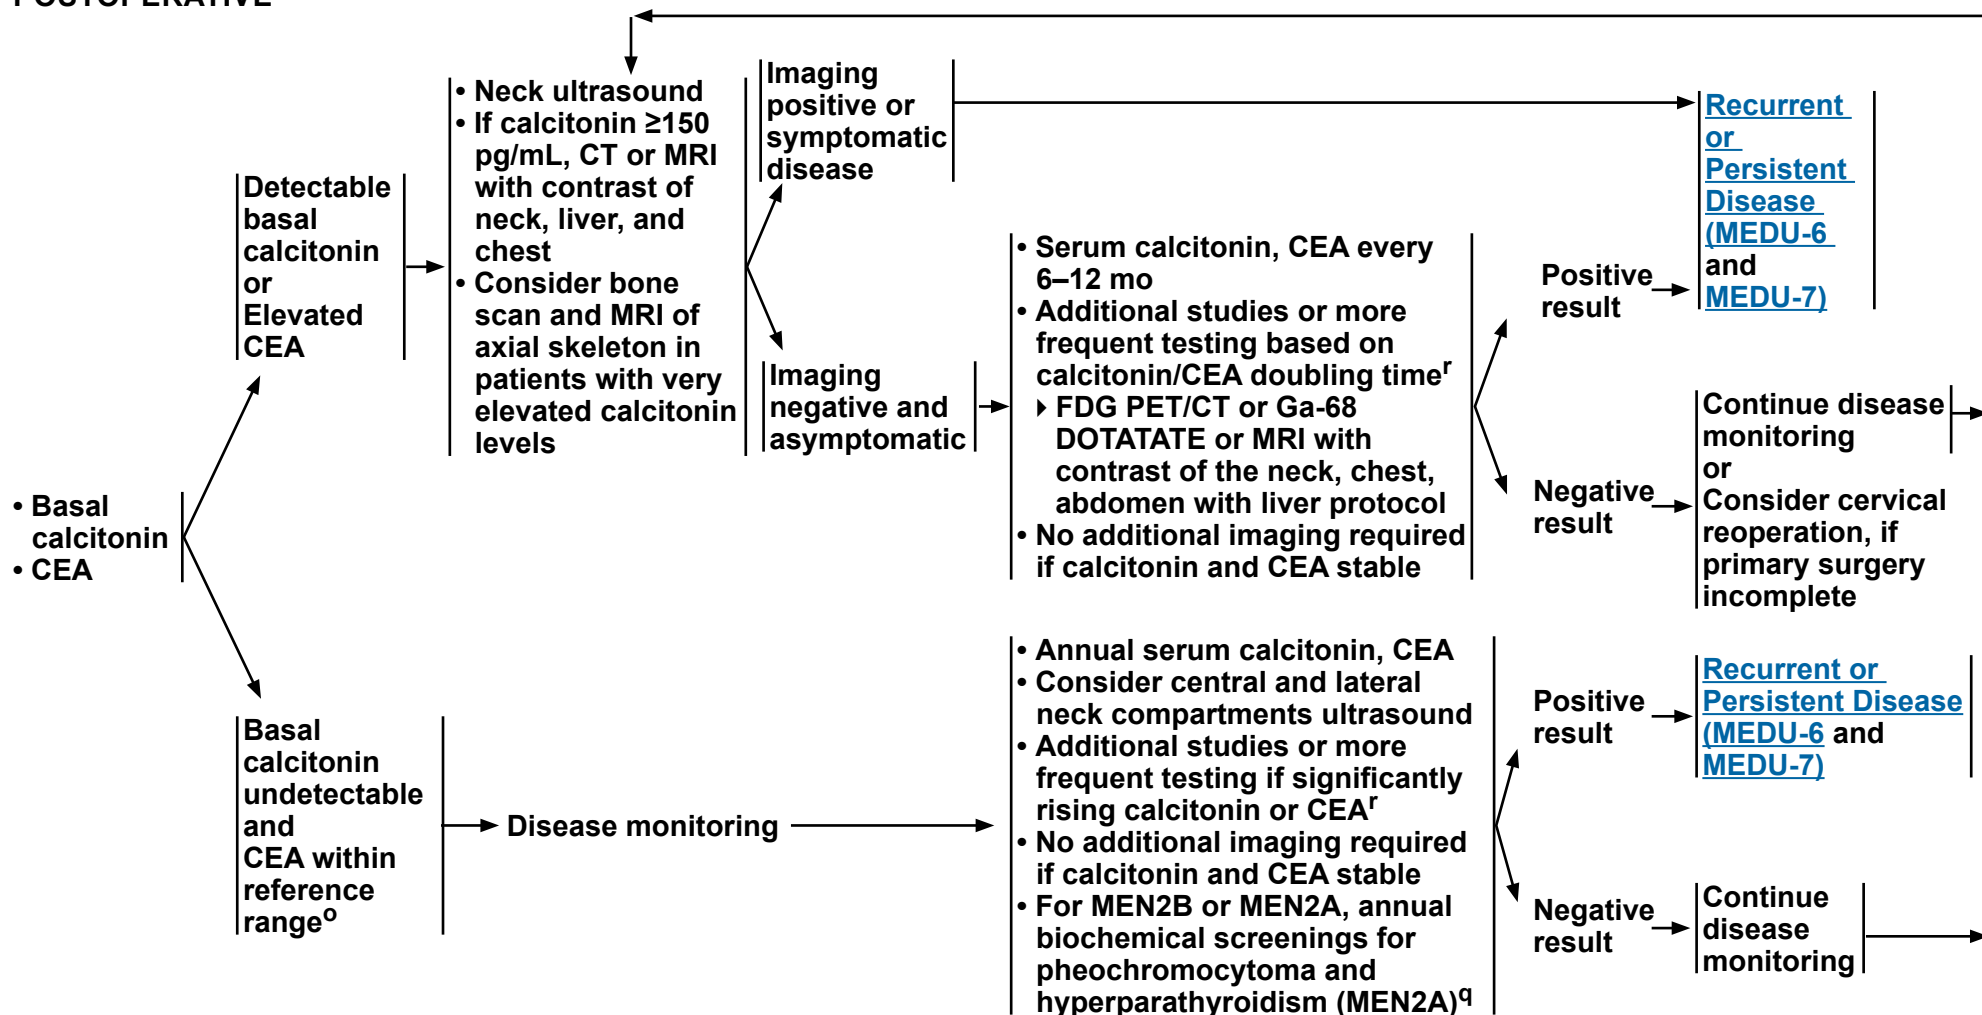 POSTOPERATIVE
• Basal
calcitonin
• CEA
Detectable
basal
calcitonin
or
Elevated
CEA
• Neck ultrasound
• If calcitonin ≥150
pg/mL, CT or MRI
with contrast of
neck, liver, and
chest
• Consider bone
scan and MRI of
axial skeleton in
patients with very
elevated calcitonin
levels
Imaging
positive or
symptomatic
disease
Recurrent
or
Persistent
Disease
(MEDU-6
and
MEDU-7)
Imaging
negative and
asymptomatic
• Serum calcitonin, CEA every
6–12 mo
• Additional studies or more
frequent testing based on
calcitonin/CEA doubling timeʳ
‣ FDG PET/CT or Ga-68
DOTATATE or MRI with
contrast of the neck, chest,
abdomen with liver protocol
• No additional imaging required
if calcitonin and CEA stable
Positive
result
Negative
result
Continue disease
monitoring
or
Consider cervical
reoperation, if
primary surgery
incomplete
Basal
calcitonin
undetectable
and
CEA within
reference
rangeᵒ
Disease monitoring
• Annual serum calcitonin, CEA
• Consider central and lateral
neck compartments ultrasound
• Additional studies or more
frequent testing if significantly
rising calcitonin or CEAʳ
• No additional imaging required
if calcitonin and CEA stable
• For MEN2B or MEN2A, annual
biochemical screenings for
pheochromocytoma and
hyperparathyroidism (MEN2A)q
Positive
result
Recurrent or
Persistent Disease
(MEDU-6 and
MEDU-7)
Negative
result
Continue
disease
monitoring